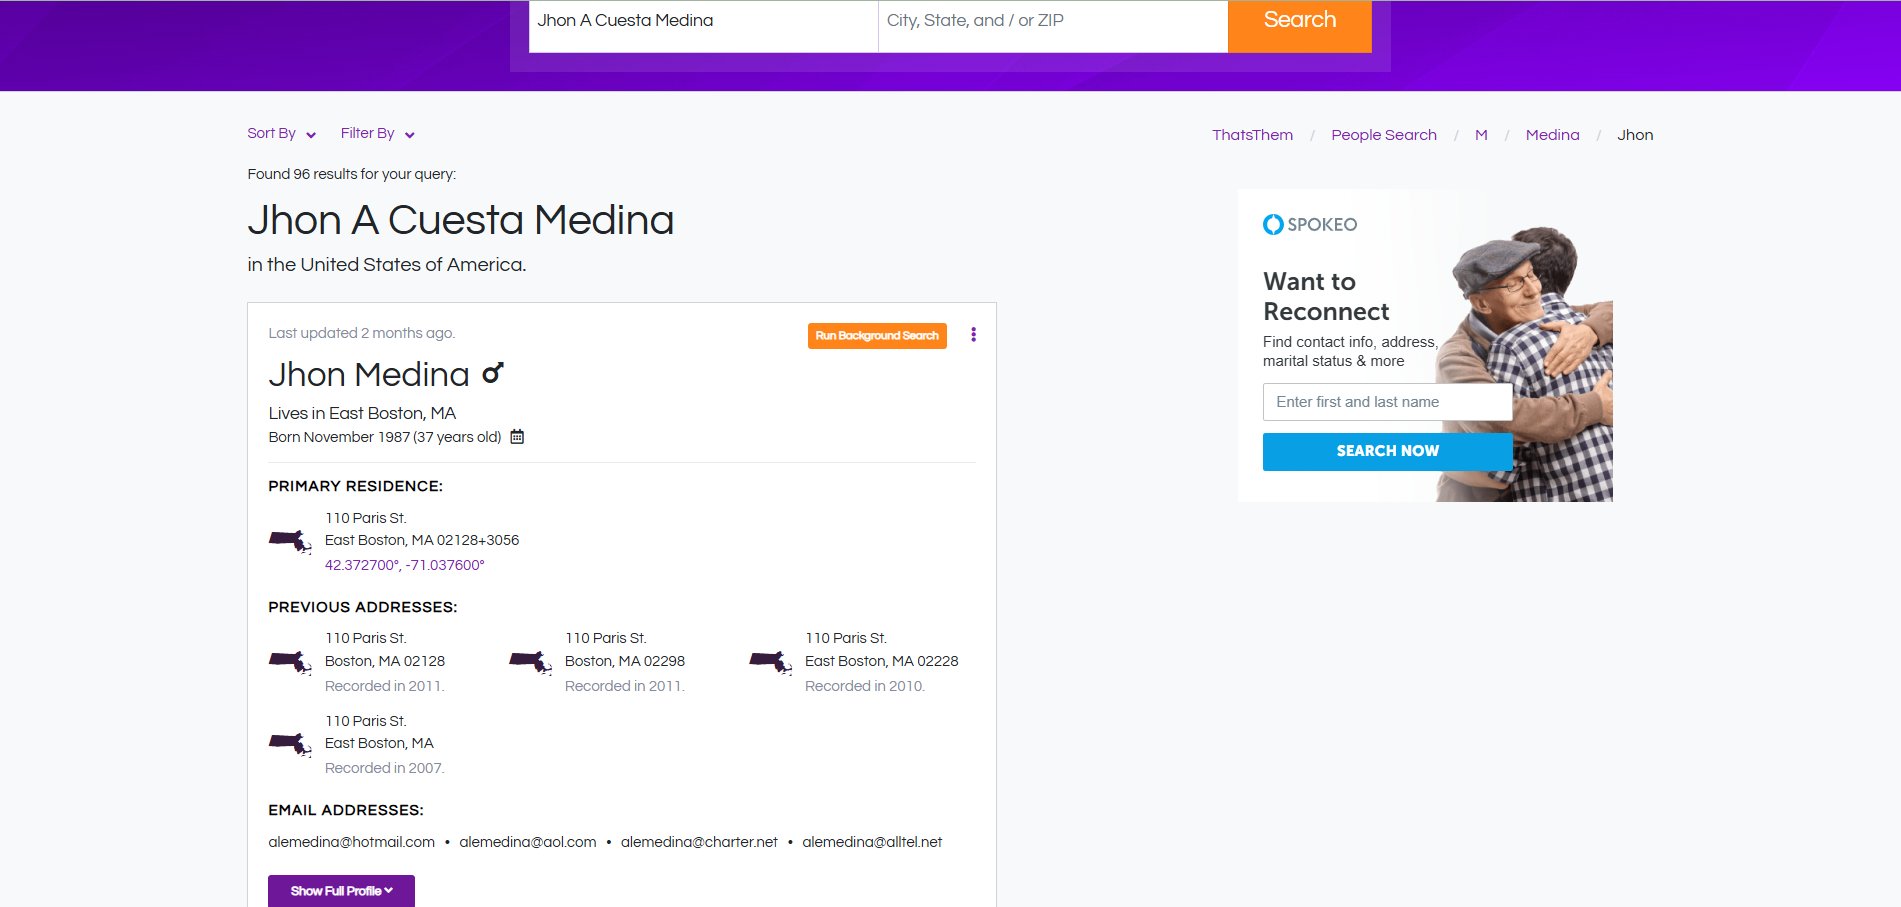 Jhon A Cuesta Medina
City, State, and / or ZIP
Search
Sort By
Filter By
ThatsThem / People Search / M / Medina / Jhon
Found 96 results for your query:
Jhon A Cuesta Medina
in the United States of America.
Last updated 2 months ago.
Run Background Search
Jhon Medina
Lives in East Boston, MA
Born November 1987 (37 years old)
PRIMARY RESIDENCE:
110 Paris St.
East Boston, MA 02128+3056
42.372700°, -71.037600°
PREVIOUS ADDRESSES:
110 Paris St.
Boston, MA 02128
Recorded in 2011.
110 Paris St.
Boston, MA 02298
Recorded in 2011.
110 Paris St.
East Boston, MA 02228
Recorded in 2010.
110 Paris St.
East Boston, MA
Recorded in 2007.
EMAIL ADDRESSES:
alemedina@hotmail.com • alemedina@aol.com • alemedina@charter.net • alemedina@alltel.net
Show Full Profile
SPOKEO
Want to
Reconnect
Find contact info, address,
marital status & more
Enter first and last name
SEARCH NOW